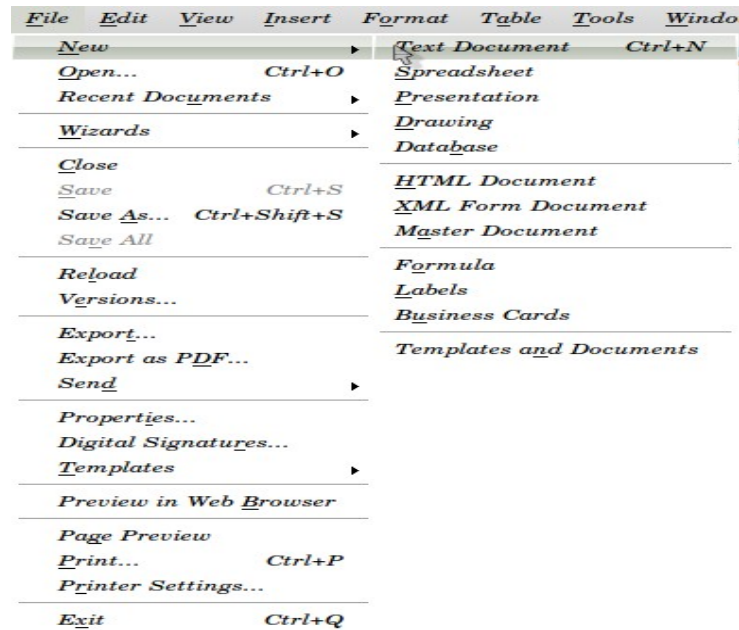 File Edit View Insert Format Table Tools Windo
New
Open... Ctrl+O
Recent Documents
Wizards
Close
Save Ctrl+S
Save As... Ctrl+Shift+S
Save All
Reload
Versions...
Export...
Export as PDF...
Send
Properties...
Digital Signatures...
Templates
Preview in Web Browser
Page Preview
Print... Ctrl+P
Printer Settings...
Exit Ctrl+Q
Text Document Ctrl+N
Spreadsheet
Presentation
Drawing
Database
HTML Document
XML Form Document
Master Document
Formula
Labels
Business Cards
Templates and Documents